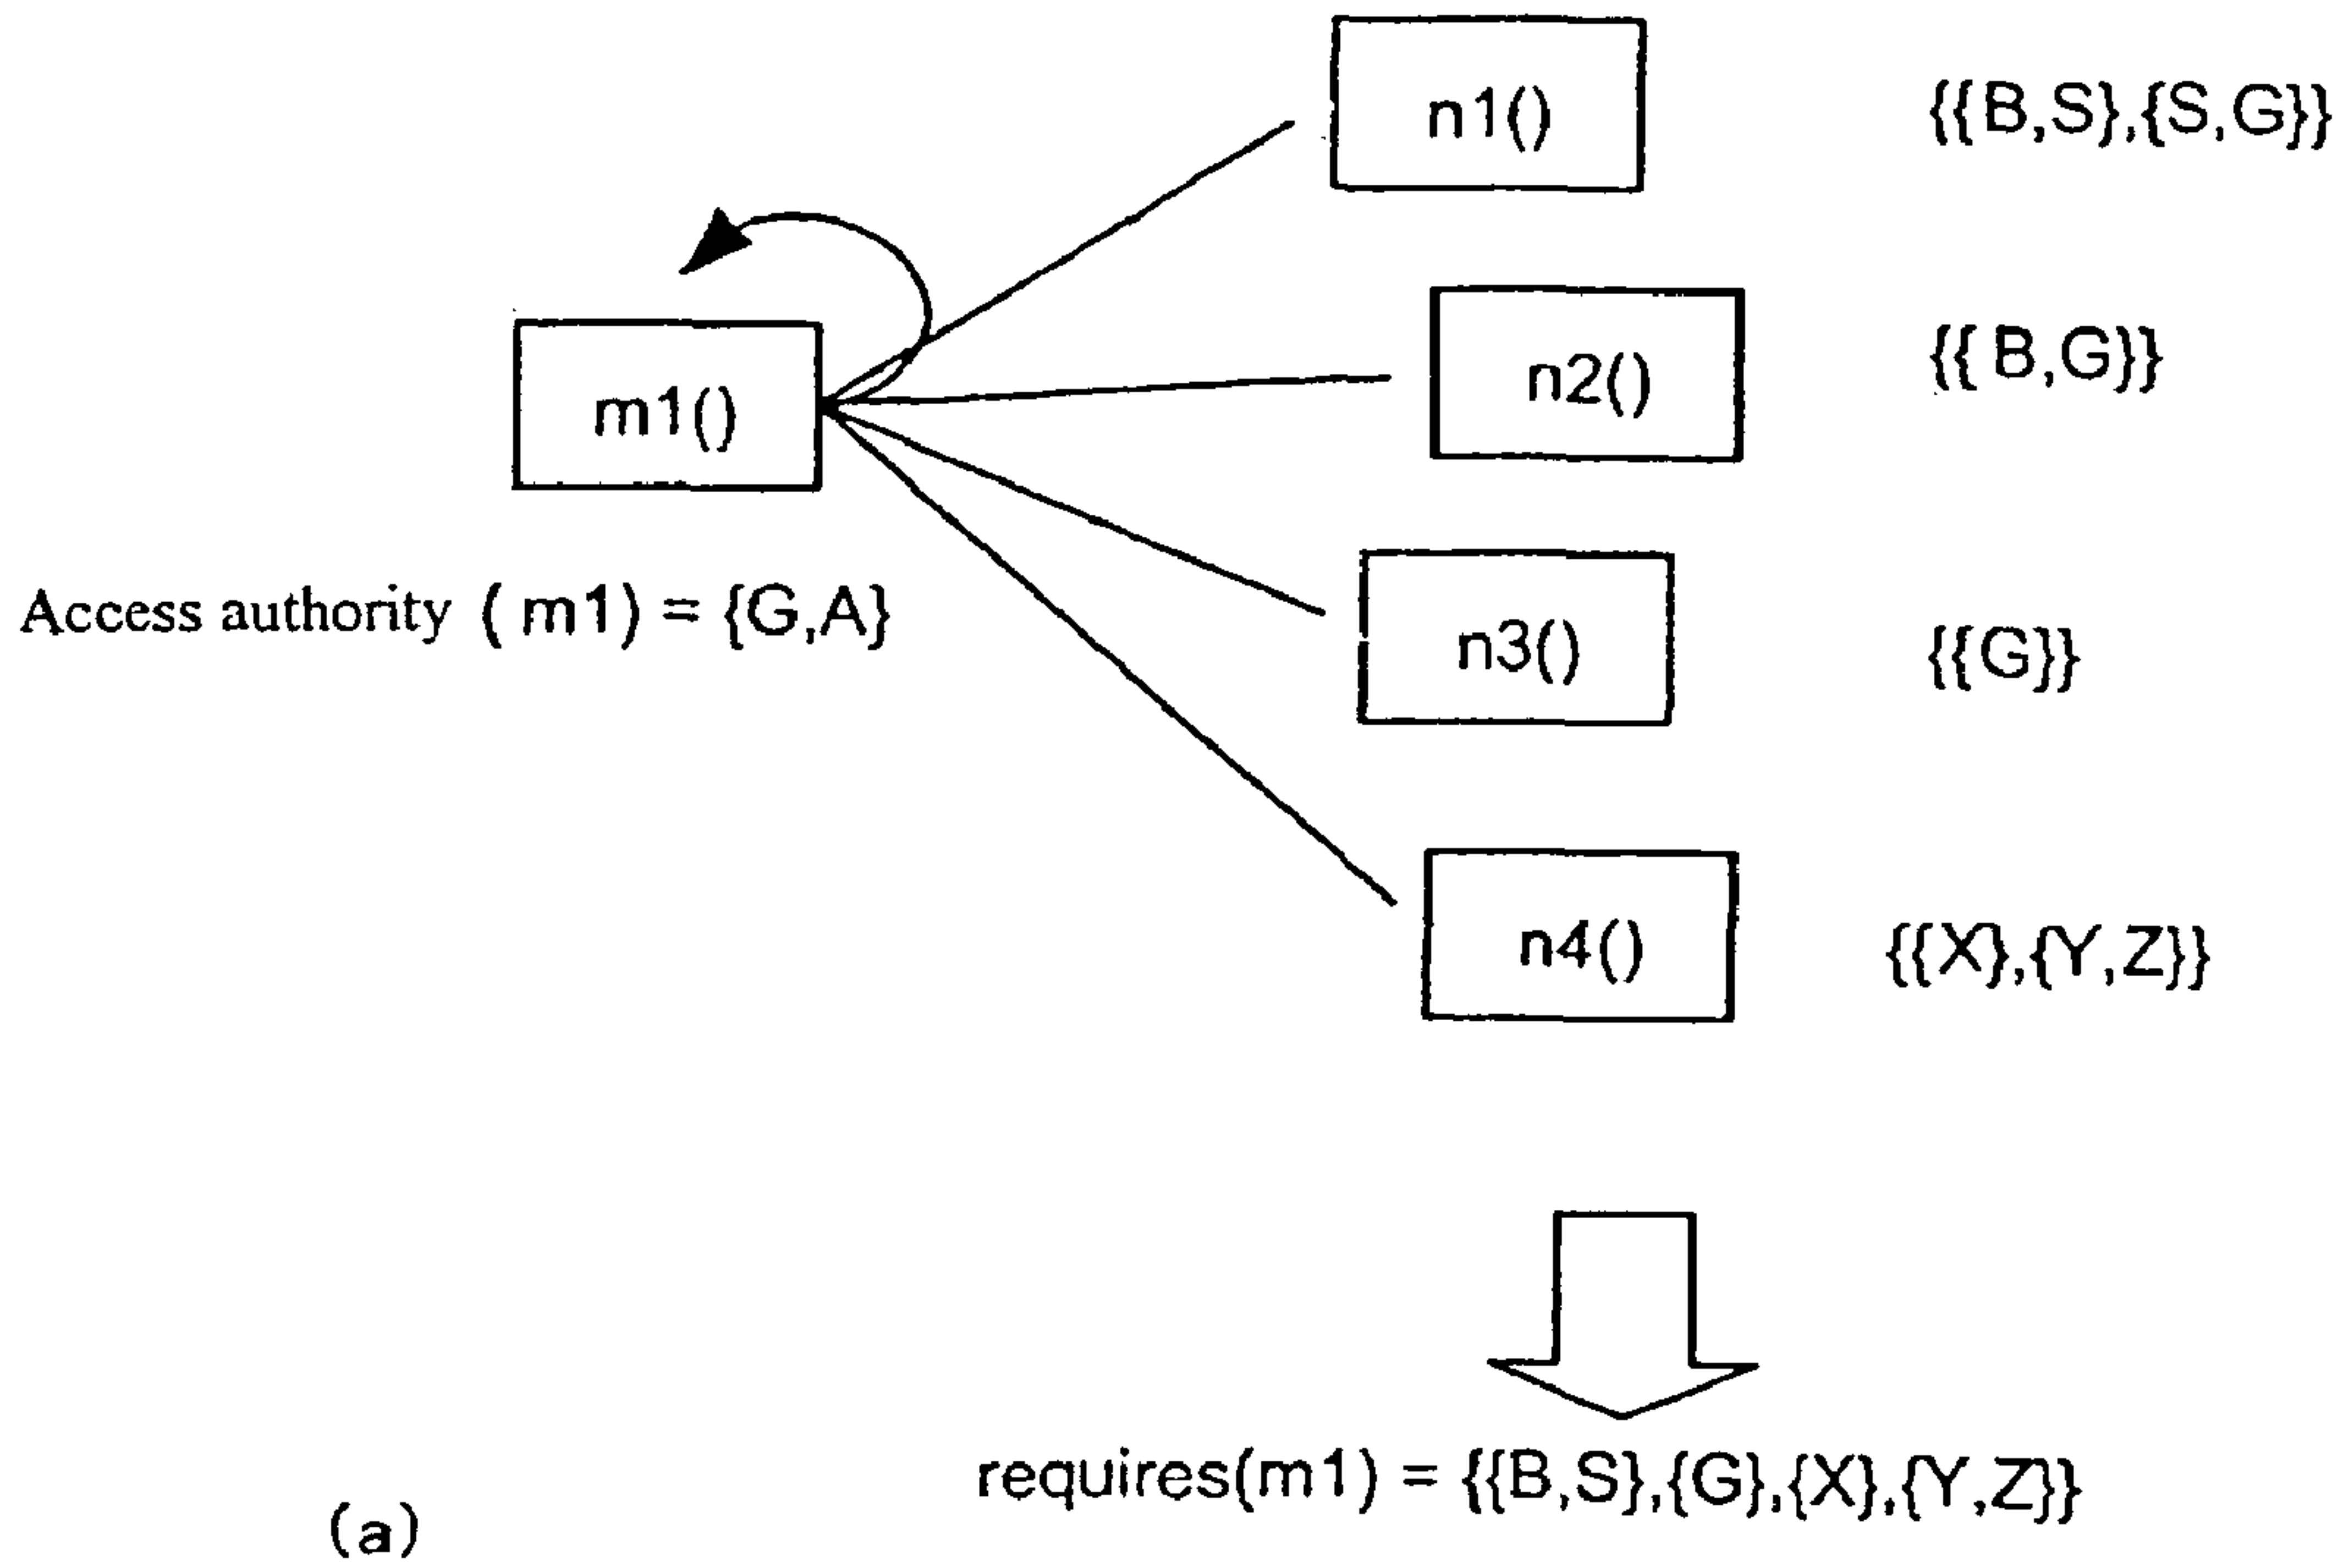 n1()
{{B,S},{S,G}}
n2()
{{B,G}}
m1()
Access authority (m1) = {G,A}
n3()
{{G}}
n4()
{{X},{Y,Z}}
requires(m1) = {{B,S},{G},{X},{Y,Z}}
(a)